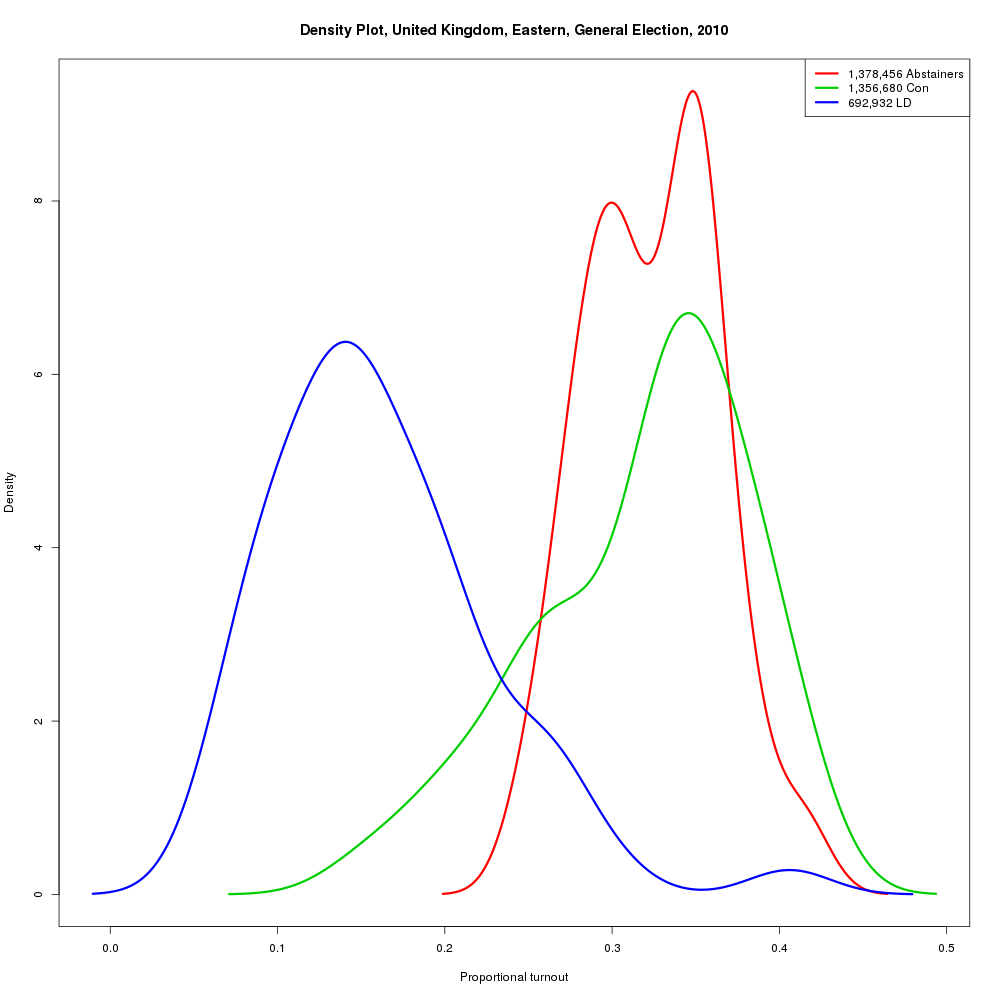 Density Plot, United Kingdom, Eastern, General Election, 2010
1,378,456 Abstainers
1,356,680 Con
692,932 LD
Density
8
6
4
2
0
0.0 0.1 0.2 0.3 0.4 0.5
Proportional turnout